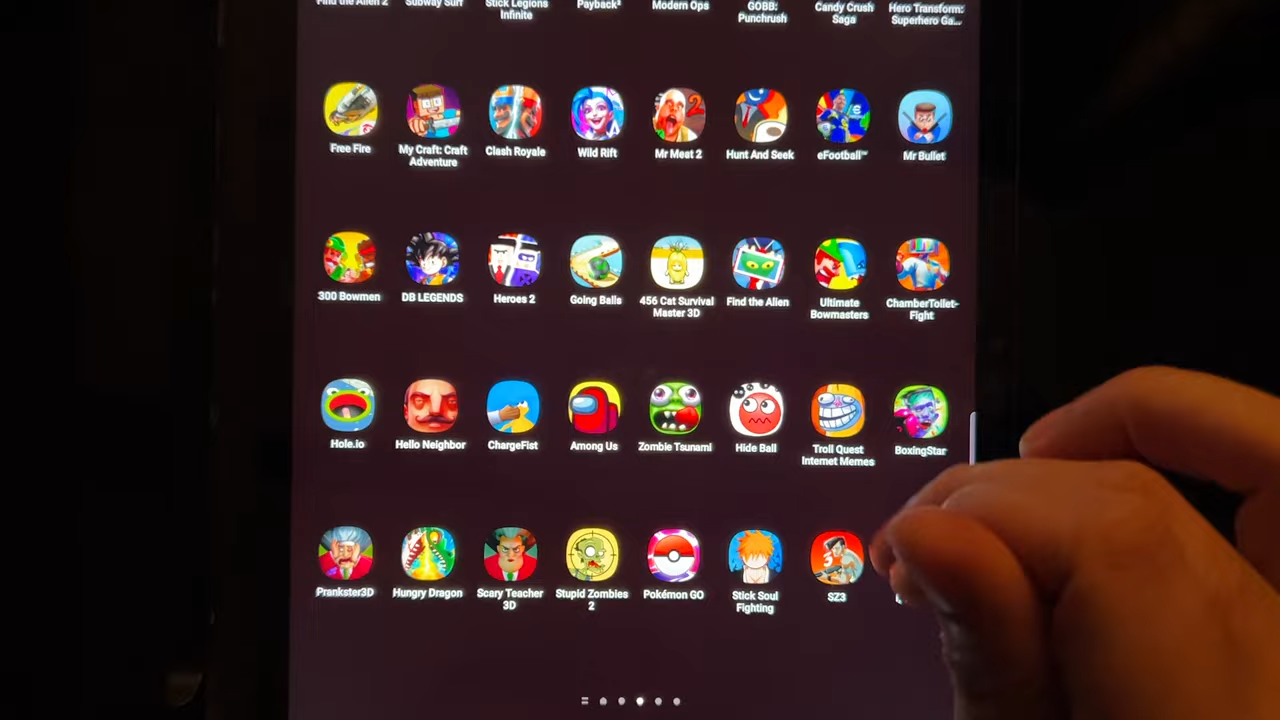 Find the Alien 2
Subway Surf
Stick Legions
Infinite
Payback²
Modern Ops
GOBB:
Punchrush
Candy Crush
Saga
Hero Transform:
Superhero Ga...
Free Fire
My Craft: Craft
Adventure
Clash Royale
Wild Rift
Mr Meat 2
Hunt And Seek
eFootball™
Mr Bullet
300 Bowmen
DB LEGENDS
Heroes 2
Going Balls
456 Cat Survival
Master 3D
Find the Alien
Ultimate
Bowmasters
ChamberToilet-
Fight
Hole.io
Hello Neighbor
ChargeFist
Among Us
Zombie Tsunami
Hide Ball
Troll Quest
Internet Memes
BoxingStar
Prankster3D
Hungry Dragon
Scary Teacher
3D
Stupid Zombies
2
Pokémon GO
Stick Soul
Fighting
SZ3